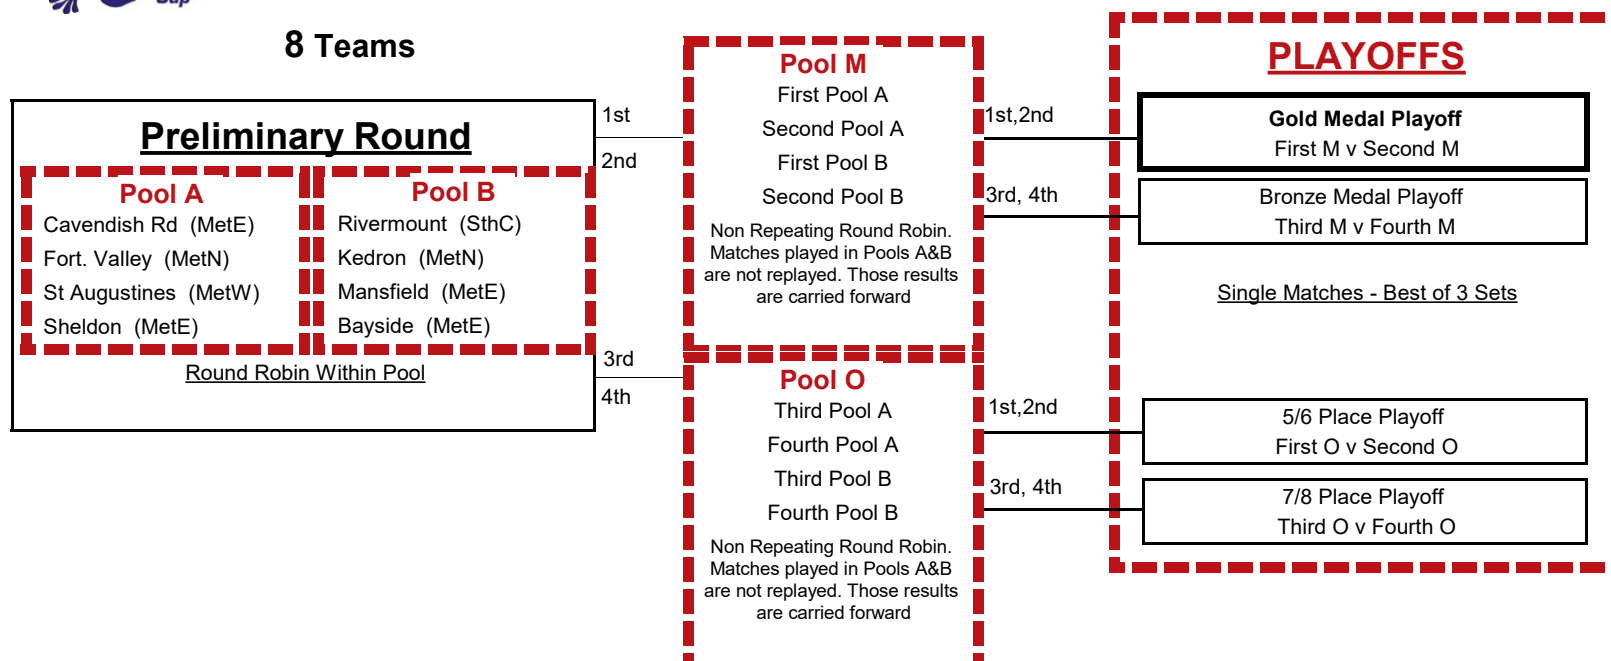 8 Teams
Preliminary Round
Pool A
Cavendish Rd (MetE)
Fort. Valley (MetN)
St Augustines (MetW)
Sheldon (MetE)
Pool B
Rivermount (SthC)
Kedron (MetN)
Mansfield (MetE)
Bayside (MetE)
Round Robin Within Pool
1st
2nd
3rd
4th
Pool M
First Pool A
Second Pool A
First Pool B
Second Pool B
Non Repeating Round Robin.
Matches played in Pools A&B
are not replayed. Those results
are carried forward
Pool O
Third Pool A
Fourth Pool A
Third Pool B
Fourth Pool B
Non Repeating Round Robin.
Matches played in Pools A&B
are not replayed. Those results
are carried forward
1st,2nd
3rd, 4th
1st,2nd
3rd, 4th
PLAYOFFS
Gold Medal Playoff
First M v Second M
Bronze Medal Playoff
Third M v Fourth M
Single Matches - Best of 3 Sets
5/6 Place Playoff
First O v Second O
7/8 Place Playoff
Third O v Fourth O